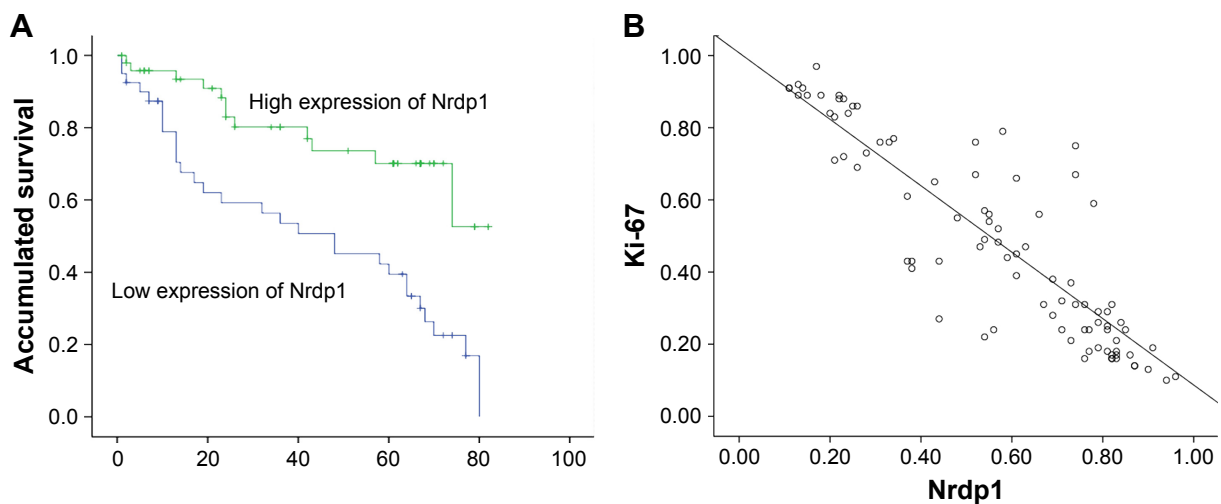 A
Accumulated survival
1.0
0.8
0.6
0.4
0.2
0.0
High expression of Nrdp1
Low expression of Nrdp1
0 20 40 60 80 100
B
Ki-67
1.00
0.80
0.60
0.40
0.20
0.00
0.00 0.20 0.40 0.60 0.80 1.00
Nrdp1